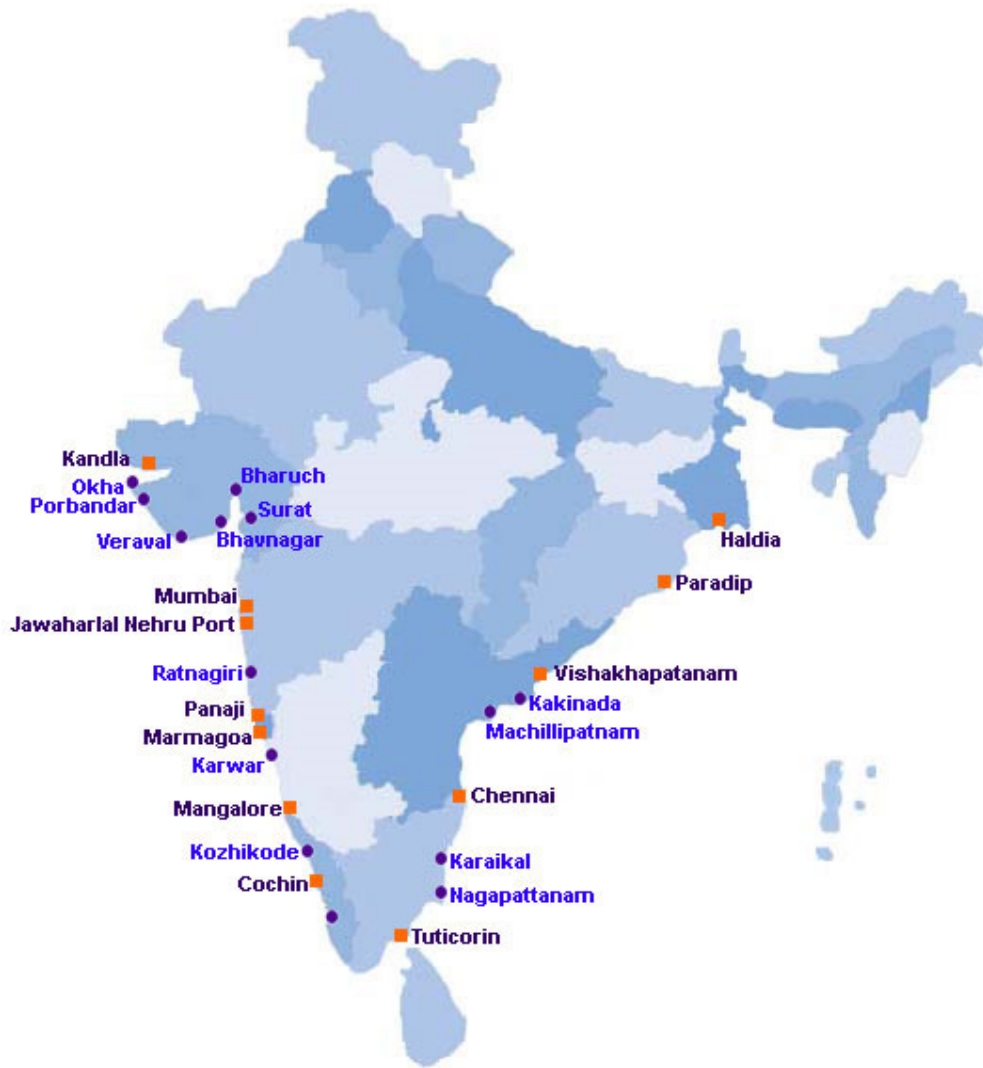 Kandla
Okha
Porbandar
Veraval
Bharuch
Surat
Bhavnagar
Mumbai
Jawaharlal Nehru Port
Ratnagiri
Panaji
Marmagoa
Karwar
Mangalore
Kozhikode
Cochin
Haldia
Paradip
Vishakhapatanam
Kakinada
Machillipatnam
Chennai
Karaikal
Nagapattanam
Tuticorin